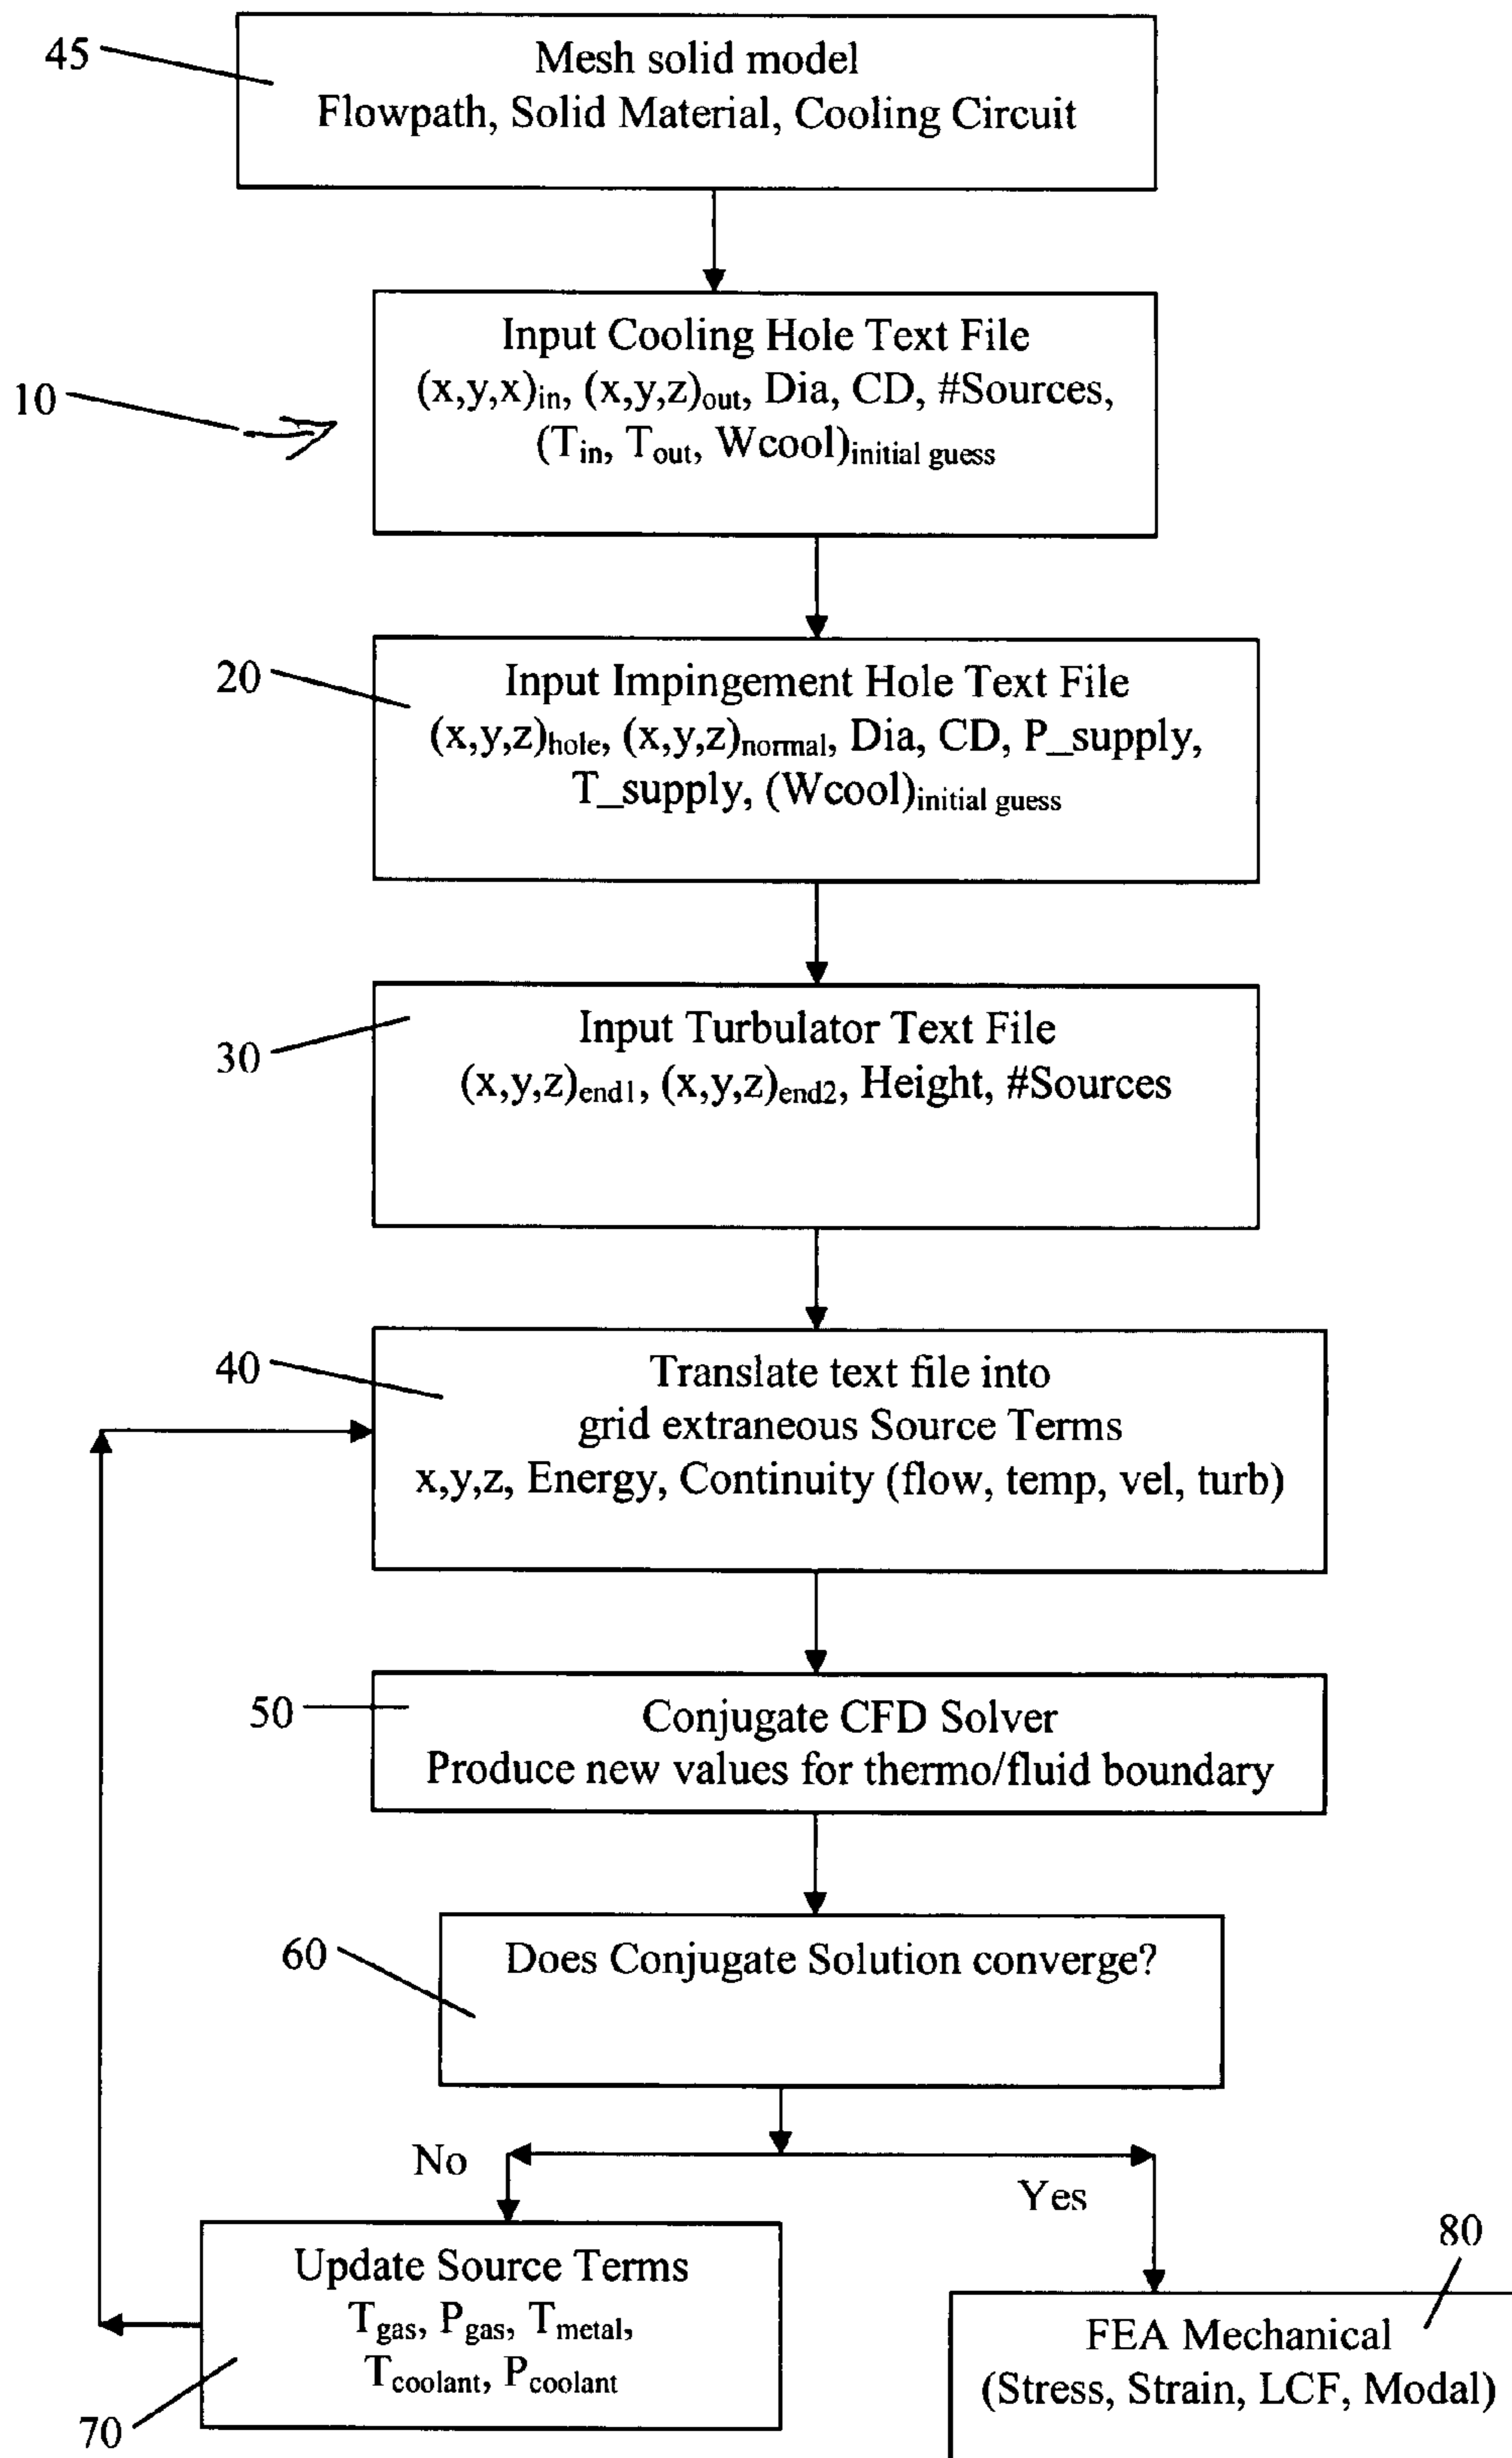 45
Mesh solid model
Flowpath, Solid Material, Cooling Circuit
10
Input Cooling Hole Text File
(x,y,x)in, (x,y,z)out, Dia, CD, #Sources,
(Tin, Tout, Wcool)initial guess
20
Input Impingement Hole Text File
(x,y,z)hole, (x,y,z)normal, Dia, CD, P_supply,
T_supply, (Wcool)initial guess
30
Input Turbulator Text File
(x,y,z)end1, (x,y,z)end2, Height, #Sources
40
Translate text file into
grid extraneous Source Terms
x,y,z, Energy, Continuity (flow, temp, vel, turb)
50
Conjugate CFD Solver
Produce new values for thermo/fluid boundary
60
Does Conjugate Solution converge?
No
Yes
70
Update Source Terms
Tgas, Pgas, Tmetal,
Tcoolant, Pcoolant
80
FEA Mechanical
(Stress, Strain, LCF, Modal)